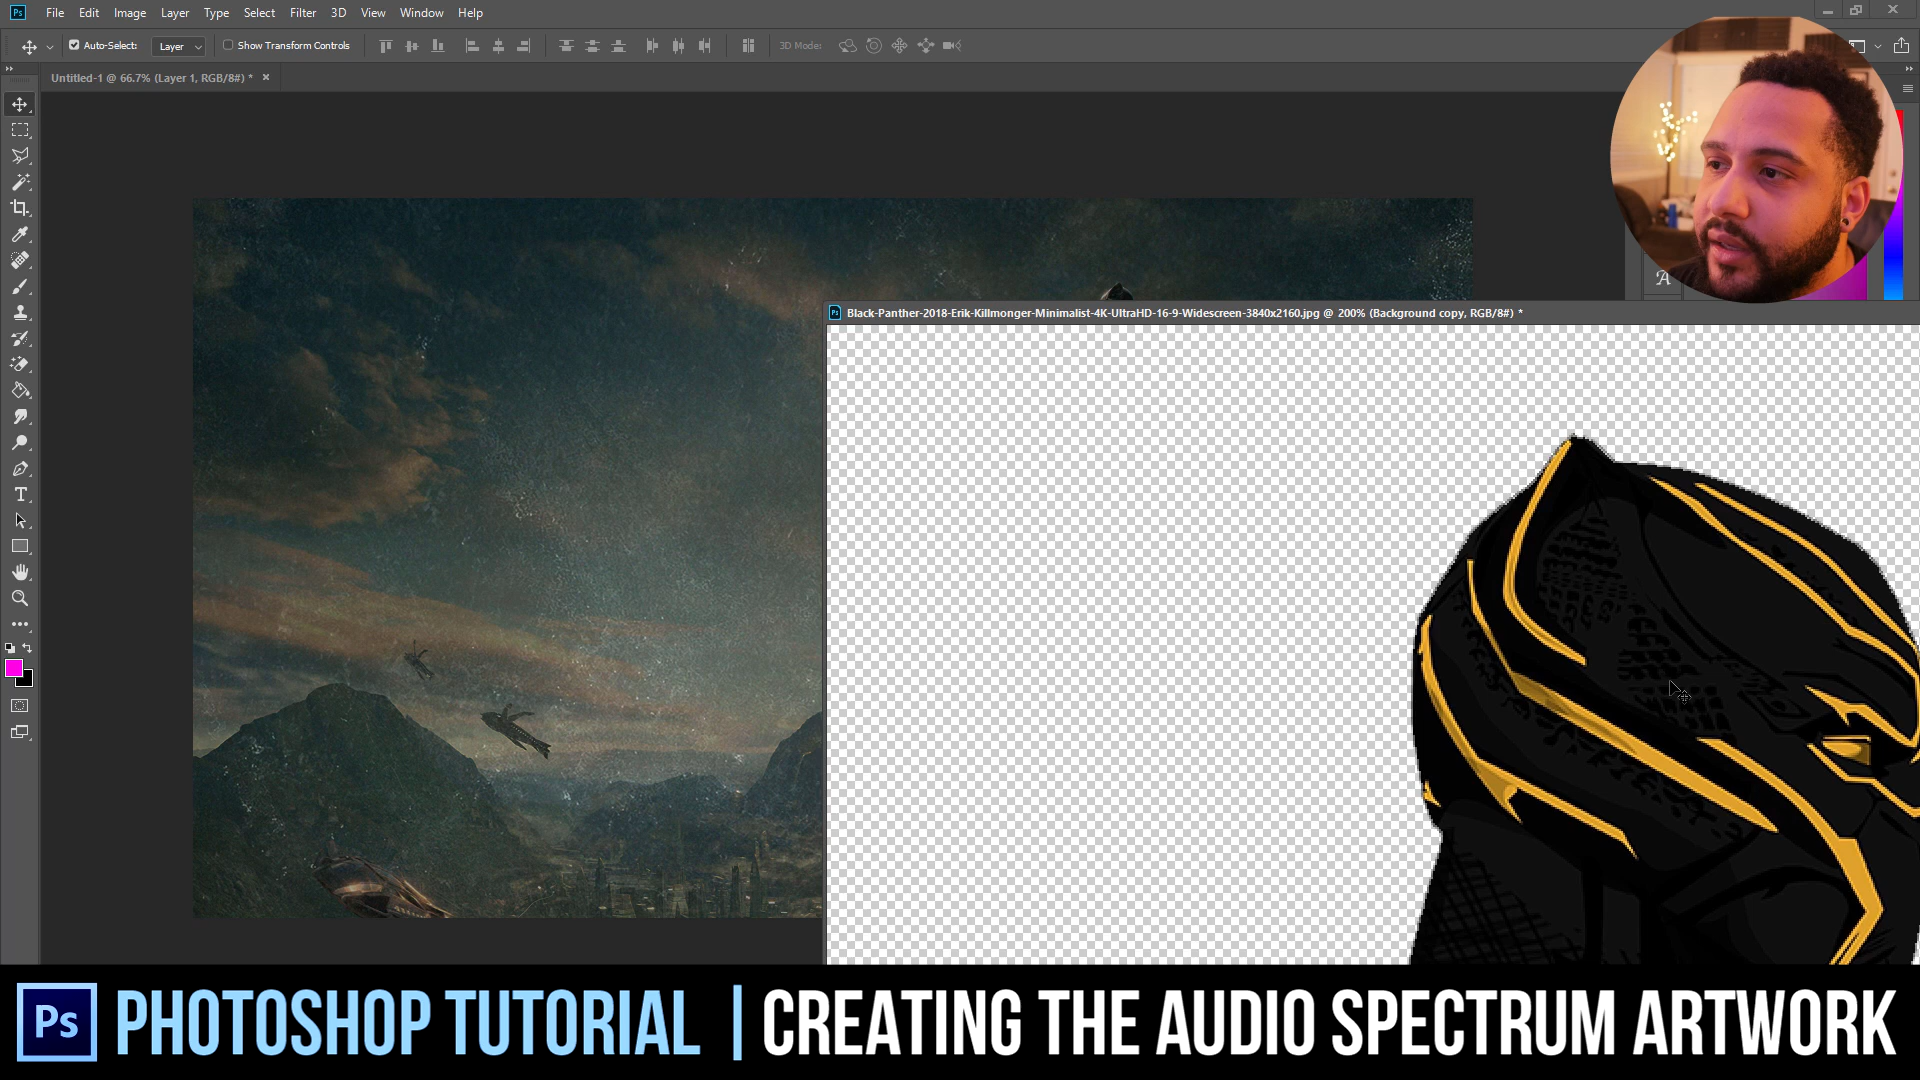 Ps File Edit Image Layer Type Select Filter 3D View Window Help
Auto-Select: Layer Show Transform Controls 3D Mode:
Untitled-1 @ 66.7% (Layer 1, RGB/8#) *
Black-Panther-2018-Erik-Killmonger-Minimalist-4K-UltraHD-16-9-Widescreen-3840x2160.jpg @ 200% (Background copy, RGB/8#) *
Ps PHOTOSHOP TUTORIAL | CREATING THE AUDIO SPECTRUM ARTWORK